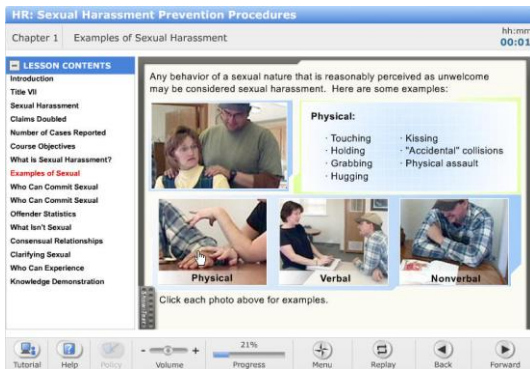 HR: Sexual Harassment Prevention Procedures
Chapter 1 Examples of Sexual Harassment
hh:mm
00:01
LESSON CONTENTS
Introduction
Title VII
Sexual Harassment
Claims Doubled
Number of Cases Reported
Course Objectives
What is Sexual Harassment?
Examples of Sexual
Who Can Commit Sexual
Who Can Commit Sexual
Offender Statistics
What Isn't Sexual
Consensual Relationships
Clarifying Sexual
Who Can Experience
Knowledge Demonstration
Any behavior of a sexual nature that is reasonably perceived as unwelcome
may be considered sexual harassment. Here are some examples:
Physical:
· Touching
· Holding
· Grabbing
· Hugging
· Kissing
· "Accidental" collisions
· Physical assault
Physical
Verbal
Nonverbal
Click each photo above for examples.
Tutorial
Help
Policy
- +
Volume
21%
Progress
Menu
Replay
Back
Forward